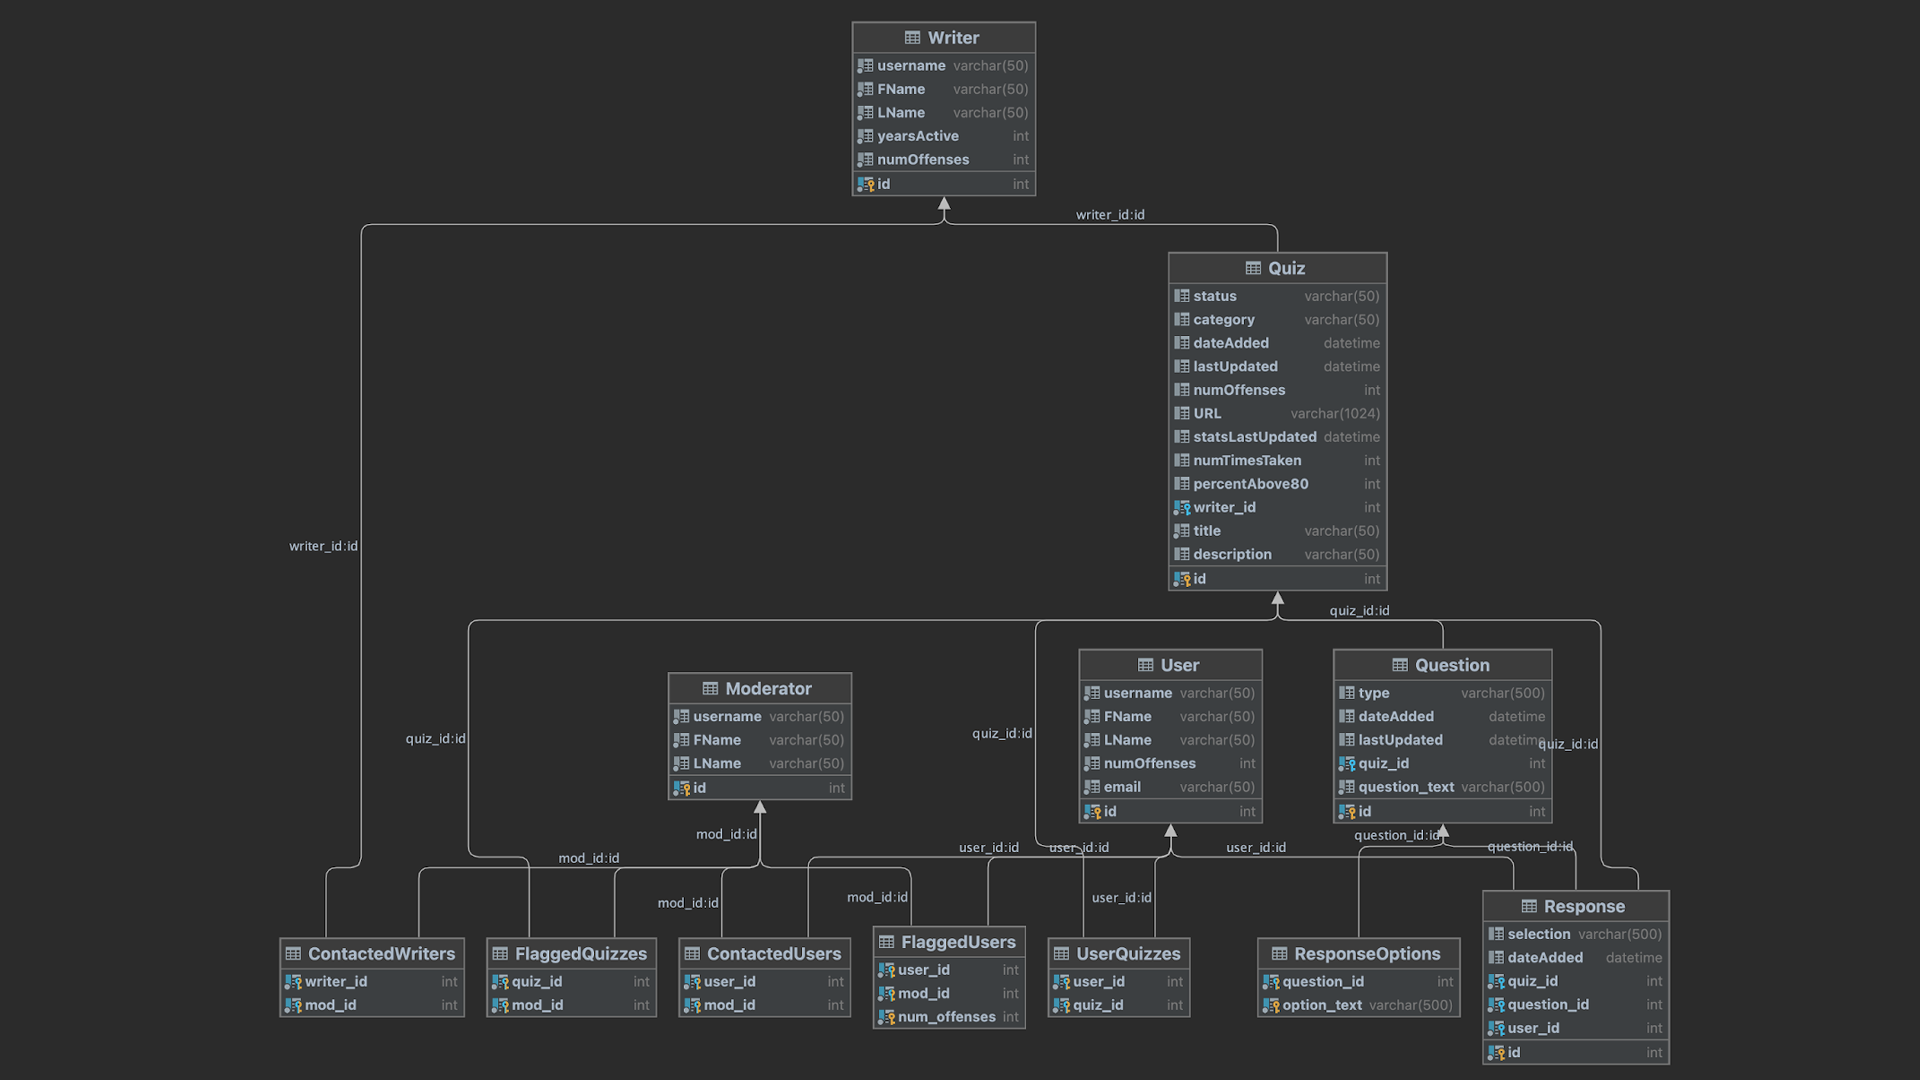 Writer
username varchar(50)
FName varchar(50)
LName varchar(50)
yearsActive int
numOffenses int
id int
writer_id:id
Quiz
status varchar(50)
category varchar(50)
dateAdded datetime
lastUpdated datetime
numOffenses int
URL varchar(1024)
statsLastUpdated datetime
numTimesTaken int
percentAbove80 int
writer_id int
title varchar(50)
description varchar(50)
id int
writer_id:id
quiz_id:id
Moderator
username varchar(50)
FName varchar(50)
LName varchar(50)
id int
User
username varchar(50)
FName varchar(50)
LName varchar(50)
numOffenses int
email varchar(50)
id int
Question
type varchar(500)
dateAdded datetime
lastUpdated datetime
quiz_id int
question_text varchar(500)
id int
quiz_id:id
quiz_id:id
quiz_id:id
mod_id:id
mod_id:id
mod_id:id
mod_id:id
user_id:id
user_id:id
user_id:id
user_id:id
question_id:id
question_id:id
ContactedWriters
writer_id int
mod_id int
FlaggedQuizzes
quiz_id int
mod_id int
ContactedUsers
user_id int
mod_id int
FlaggedUsers
user_id int
mod_id int
num_offenses int
UserQuizzes
user_id int
quiz_id int
ResponseOptions
question_id int
option_text varchar(500)
Response
selection varchar(500)
dateAdded datetime
quiz_id int
question_id int
user_id int
id int